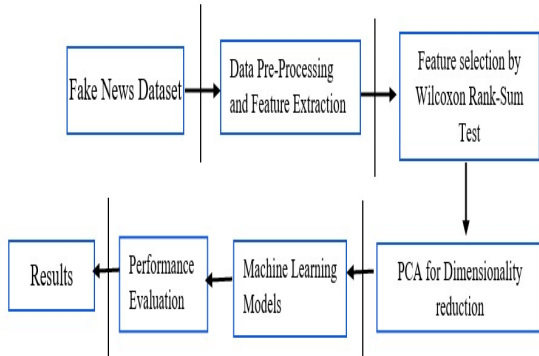 Fake News Dataset
Data Pre-Processing
and Feature Extraction
Feature selection by
Wilcoxon Rank-Sum
Test
PCA for Dimensionality
reduction
Machine Learning
Models
Performance
Evaluation
Results